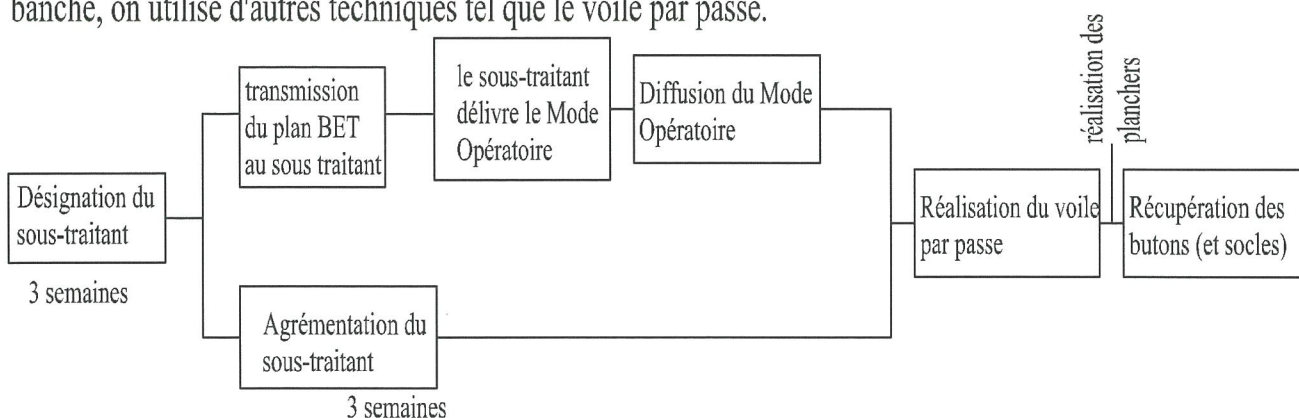 banche, on utilise d'autres techniques tel que le voile par passe.
transmission
du plan BET
au sous traitant
le sous-traitant
délivre le Mode
Opératoire
Diffusion du Mode
Opératoire
Désignation du
sous-traitant
3 semaines
Agrémentation du
sous-traitant
3 semaines
Réalisation du voile
par passe
réalisation des
planchers
Récupération des
butons (et socles)